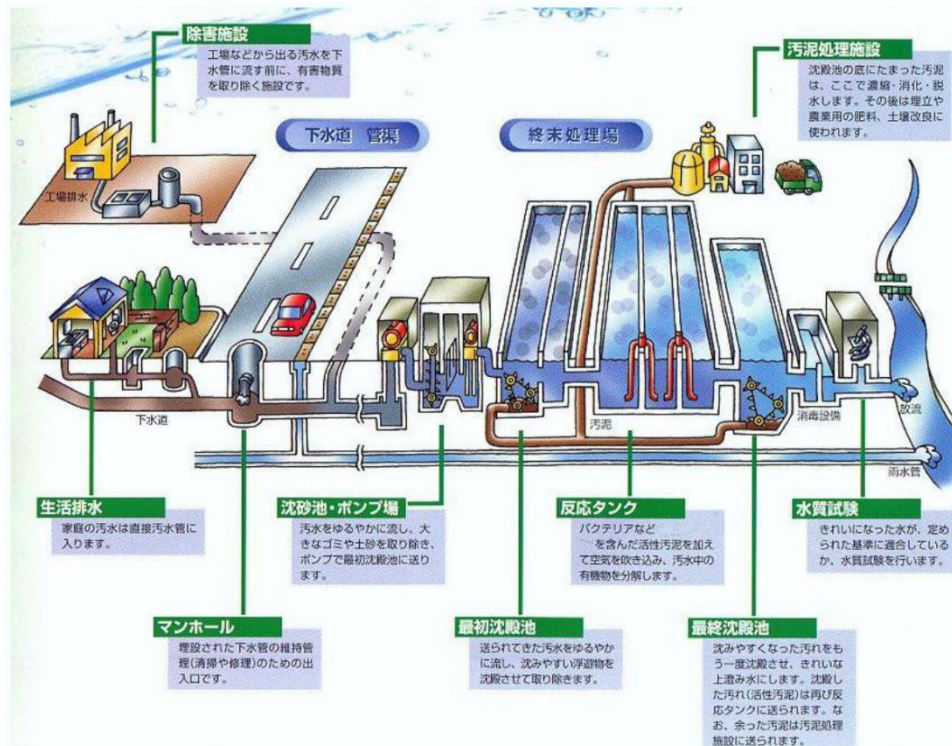 除害施設
工場などから出る汚水を下
水管に流す前に、有害物質
を取り除く施設です。
汚泥処理施設
沈殿池の底にたまった汚泥
は、ここで濃縮・消化・脱
水します。その後は埋立や
農業用の肥料、土壌改良に
使われます。
下水道 管渠
終末処理場
工場排水
下水道
汚泥
消毒設備
放流
雨水管
生活排水
家庭の汚水は直接汚水管に
入ります。
沈砂池・ポンプ場
汚水をゆるやかに流し、大
きなゴミや土砂を取り除き、
ポンプで最初沈殿池に送り
ます。
反応タンク
バクテリアなど
を含んだ活性汚泥を加え
て空気を吹き込み、汚水中の
有機物を分解します。
水質試験
きれいになった水が、定め
られた基準に適合している
か、水質試験を行います。
マンホール
埋設された下水管の維持管
理(清掃や修理)のための出
入口です。
最初沈殿池
送られてきた汚水をゆるやか
に流し、沈みやすい浮遊物を
沈殿させて取り除きます。
最終沈殿池
沈みやすくなった汚れをも
う一度沈殿させ、きれいな
上澄み水にします。沈殿し
た汚れ(活性汚泥)は再び反
応タンクに送られます。な
お、余った汚泥は汚泥処理
施設に送られます。